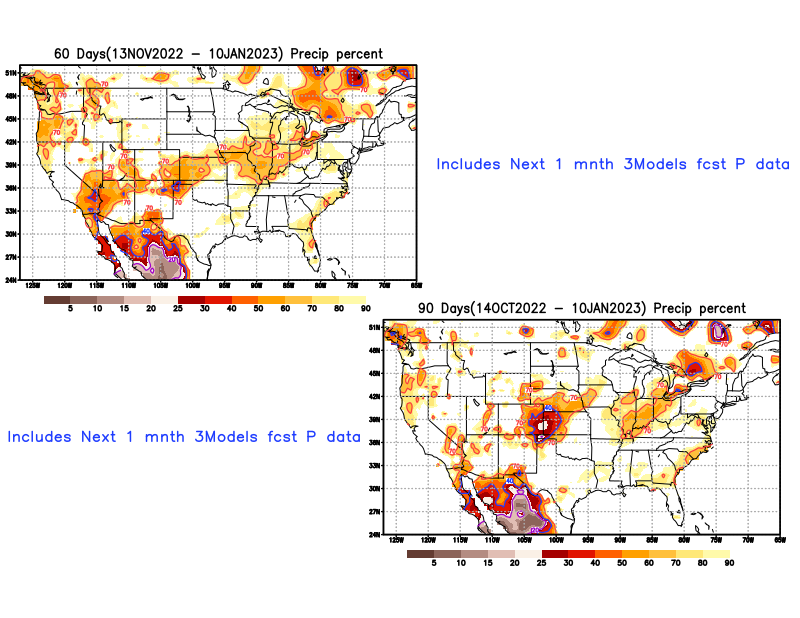 60 Days(13NOV2022 – 10JAN2023) Precip percent
51N
48N
45N
42N
39N
36N
33N
30N
27N
24N
125W 120W 115W 110W 105W 100W 95W 90W 85W 80W 75W 70W 65W
5 10 15 20 25 30 40 50 60 70 80 90
Includes Next 1 mnth 3Models fcst P data
90 Days(14OCT2022 – 10JAN2023) Precip percent
51N
48N
45N
42N
39N
36N
33N
30N
27N
24N
125W 120W 115W 110W 105W 100W 95W 90W 85W 80W 75W 70W 65W
5 10 15 20 25 30 40 50 60 70 80 90
Includes Next 1 mnth 3Models fcst P data